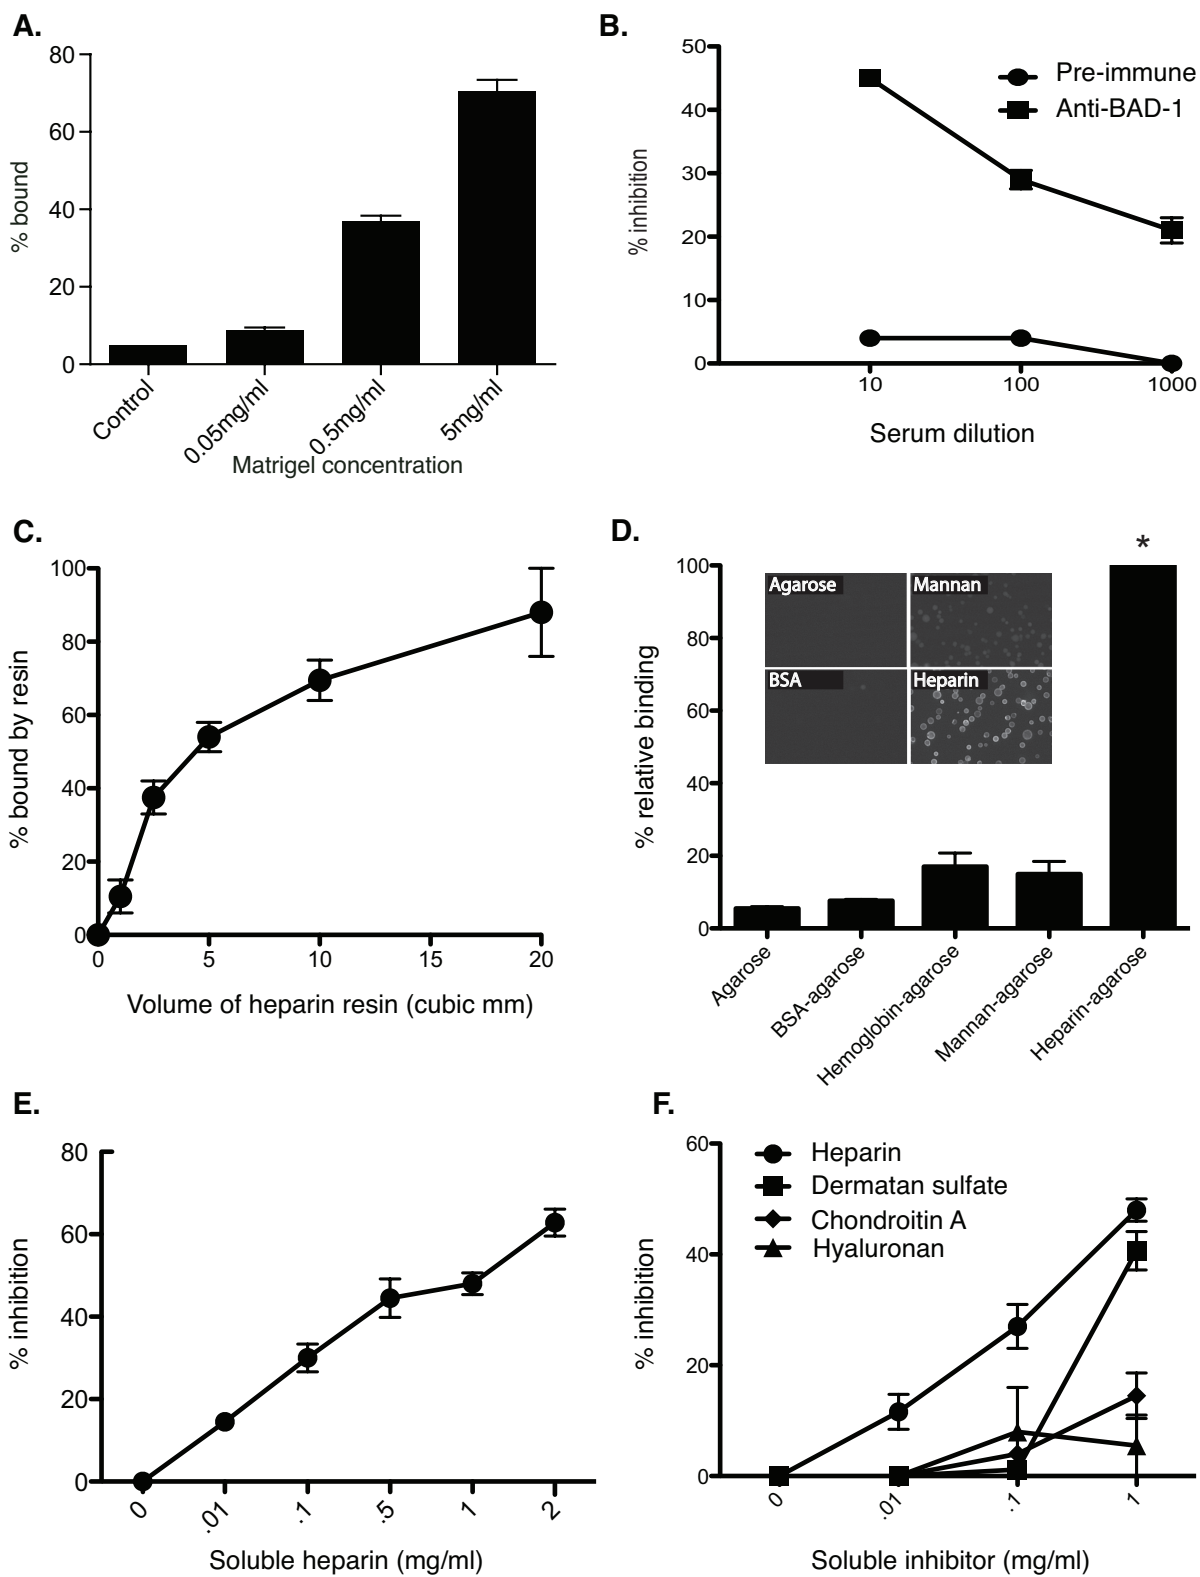 A.
80
60
40
20
0
% bound
Control
0.05mg/ml
0.5mg/ml
5mg/ml
Matrigel concentration
B.
50
40
30
20
10
0
% inhibition
Pre-immune
Anti-BAD-1
10
100
1000
Serum dilution
C.
100
80
60
40
20
0
% bound by resin
0
5
10
15
20
Volume of heparin resin (cubic mm)
D.
100
80
60
40
20
0
% relative binding
Agarose
Mannan
BSA
Heparin
*
Agarose
BSA-agarose
Hemoglobin-agarose
Mannan-agarose
Heparin-agarose
E.
80
60
40
20
0
% inhibition
0
.01
.1
.5
1
2
Soluble heparin (mg/ml)
F.
60
40
20
0
% inhibition
Heparin
Dermatan sulfate
Chondroitin A
Hyaluronan
0
.01
.1
1
Soluble inhibitor (mg/ml)